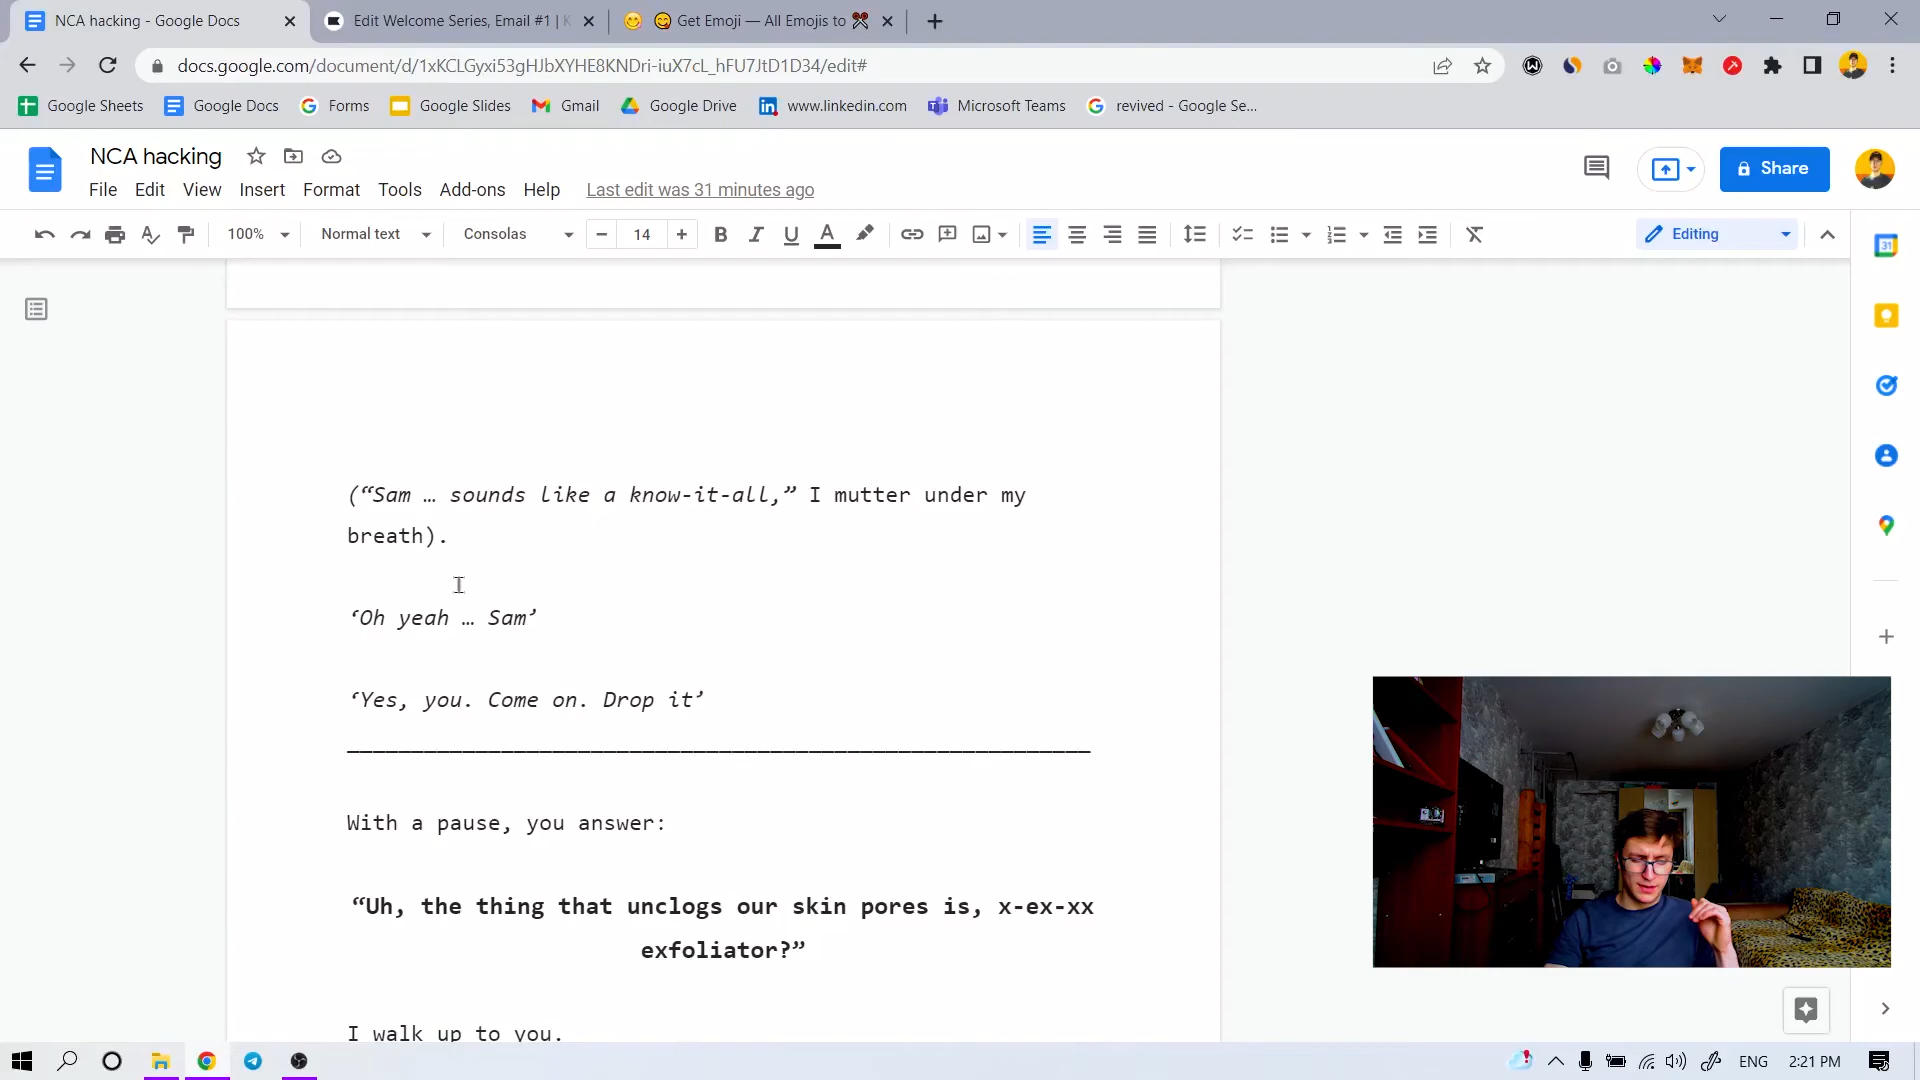 NCA hacking - Google Docs
Edit Welcome Series, Email #1 | K
Get Emoji — All Emojis to
docs.google.com/document/d/1xKCLGyxi53gHJbXYHE8KNDri-iuX7cL_hFU7JtD1D34/edit#
Google Sheets
Google Docs
Forms
Google Slides
Gmail
Google Drive
www.linkedin.com
Microsoft Teams
revived - Google Se...
NCA hacking
File Edit View Insert Format Tools Add-ons Help Last edit was 31 minutes ago
Share
100% Normal text Consolas 14 B I U A Editing
31
(“Sam … sounds like a know-it-all,” I mutter under my
breath).
‘Oh yeah … Sam’
‘Yes, you. Come on. Drop it’
With a pause, you answer:
“Uh, the thing that unclogs our skin pores is, x-ex-xx
exfoliator?”
I walk up to you.
ENG 2:21 PM